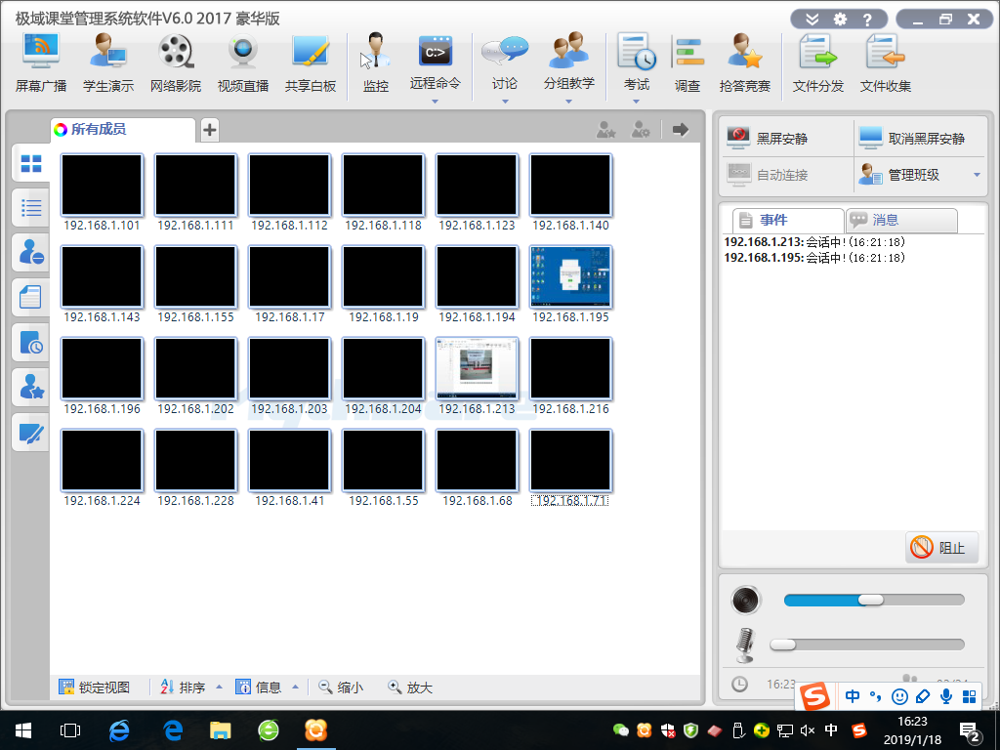 极域课堂管理系统软件V6.0 2017 豪华版
屏幕广播 学生演示 网络影院 视频直播 共享白板 监控 远程命令 讨论 分组教学 考试 调查 抢答竞赛 文件分发 文件收集
所有成员
黑屏安静 取消黑屏安静
自动连接 管理班级
事件 消息
192.168.1.213: 会话中!(16:21:18)
192.168.1.195: 会话中!(16:21:18)
192.168.1.101 192.168.1.111 192.168.1.112 192.168.1.118 192.168.1.123 192.168.1.140
192.168.1.143 192.168.1.155 192.168.1.17 192.168.1.19 192.168.1.194 192.168.1.195
192.168.1.196 192.168.1.202 192.168.1.203 192.168.1.204 192.168.1.213 192.168.1.216
192.168.1.224 192.168.1.228 192.168.1.41 192.168.1.55 192.168.1.68 192.168.1.71
阻止
锁定视图 排序 信息 缩小 放大
16:23
中
中
16:23
2019/1/18
2